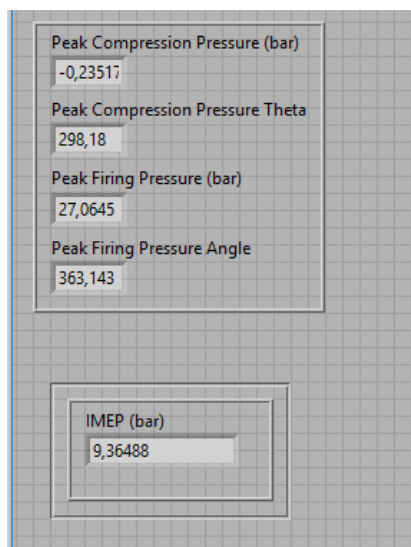 Peak Compression Pressure (bar)
-0,23517
Peak Compression Pressure Theta
298,18
Peak Firing Pressure (bar)
27,0645
Peak Firing Pressure Angle
363,143
IMEP (bar)
9,36488